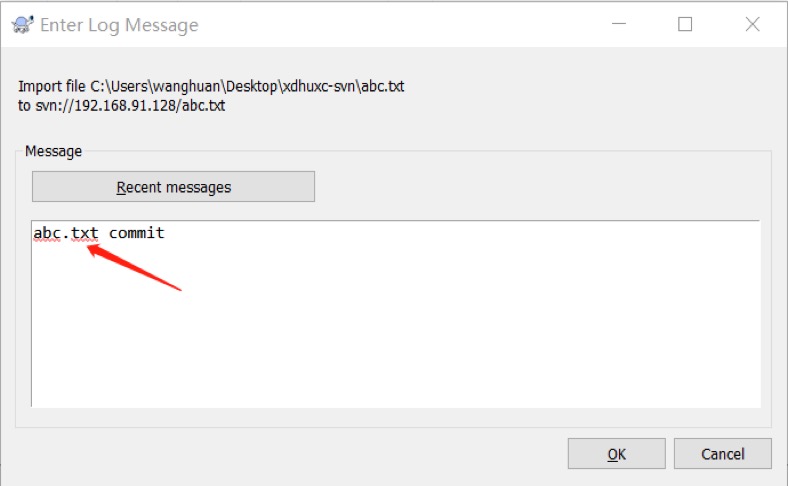 Enter Log Message
Import file C:\Users\wanghuan\Desktop\xdhuxc-svn\abc.txt
to svn://192.168.91.128/abc.txt
Message
Recent messages
abc.txt commit
OK
Cancel